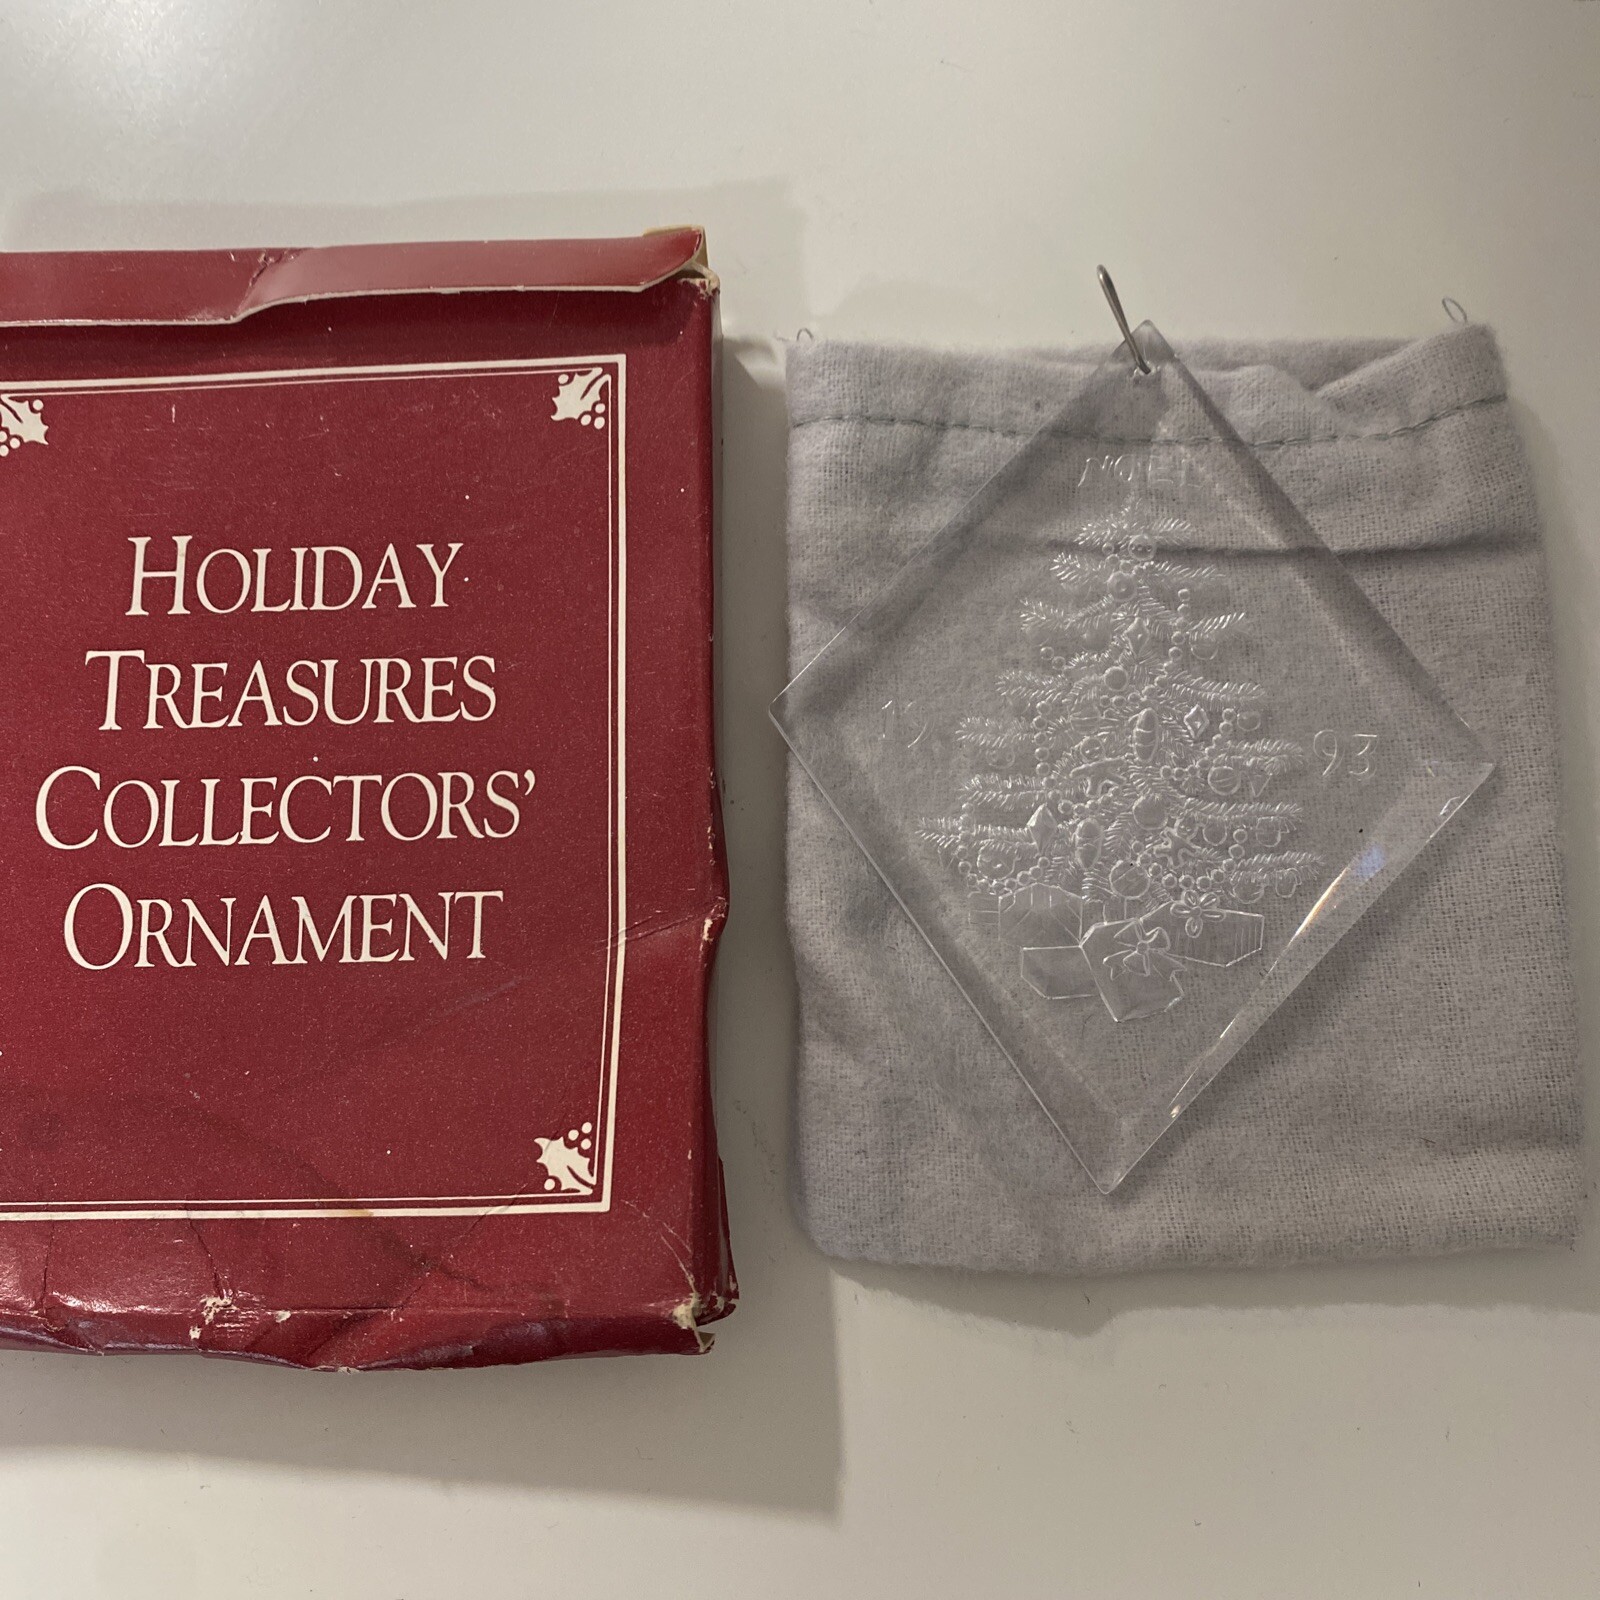 HOLIDAY
TREASURES
COLLECTORS'
ORNAMENT
NOEL
19 93